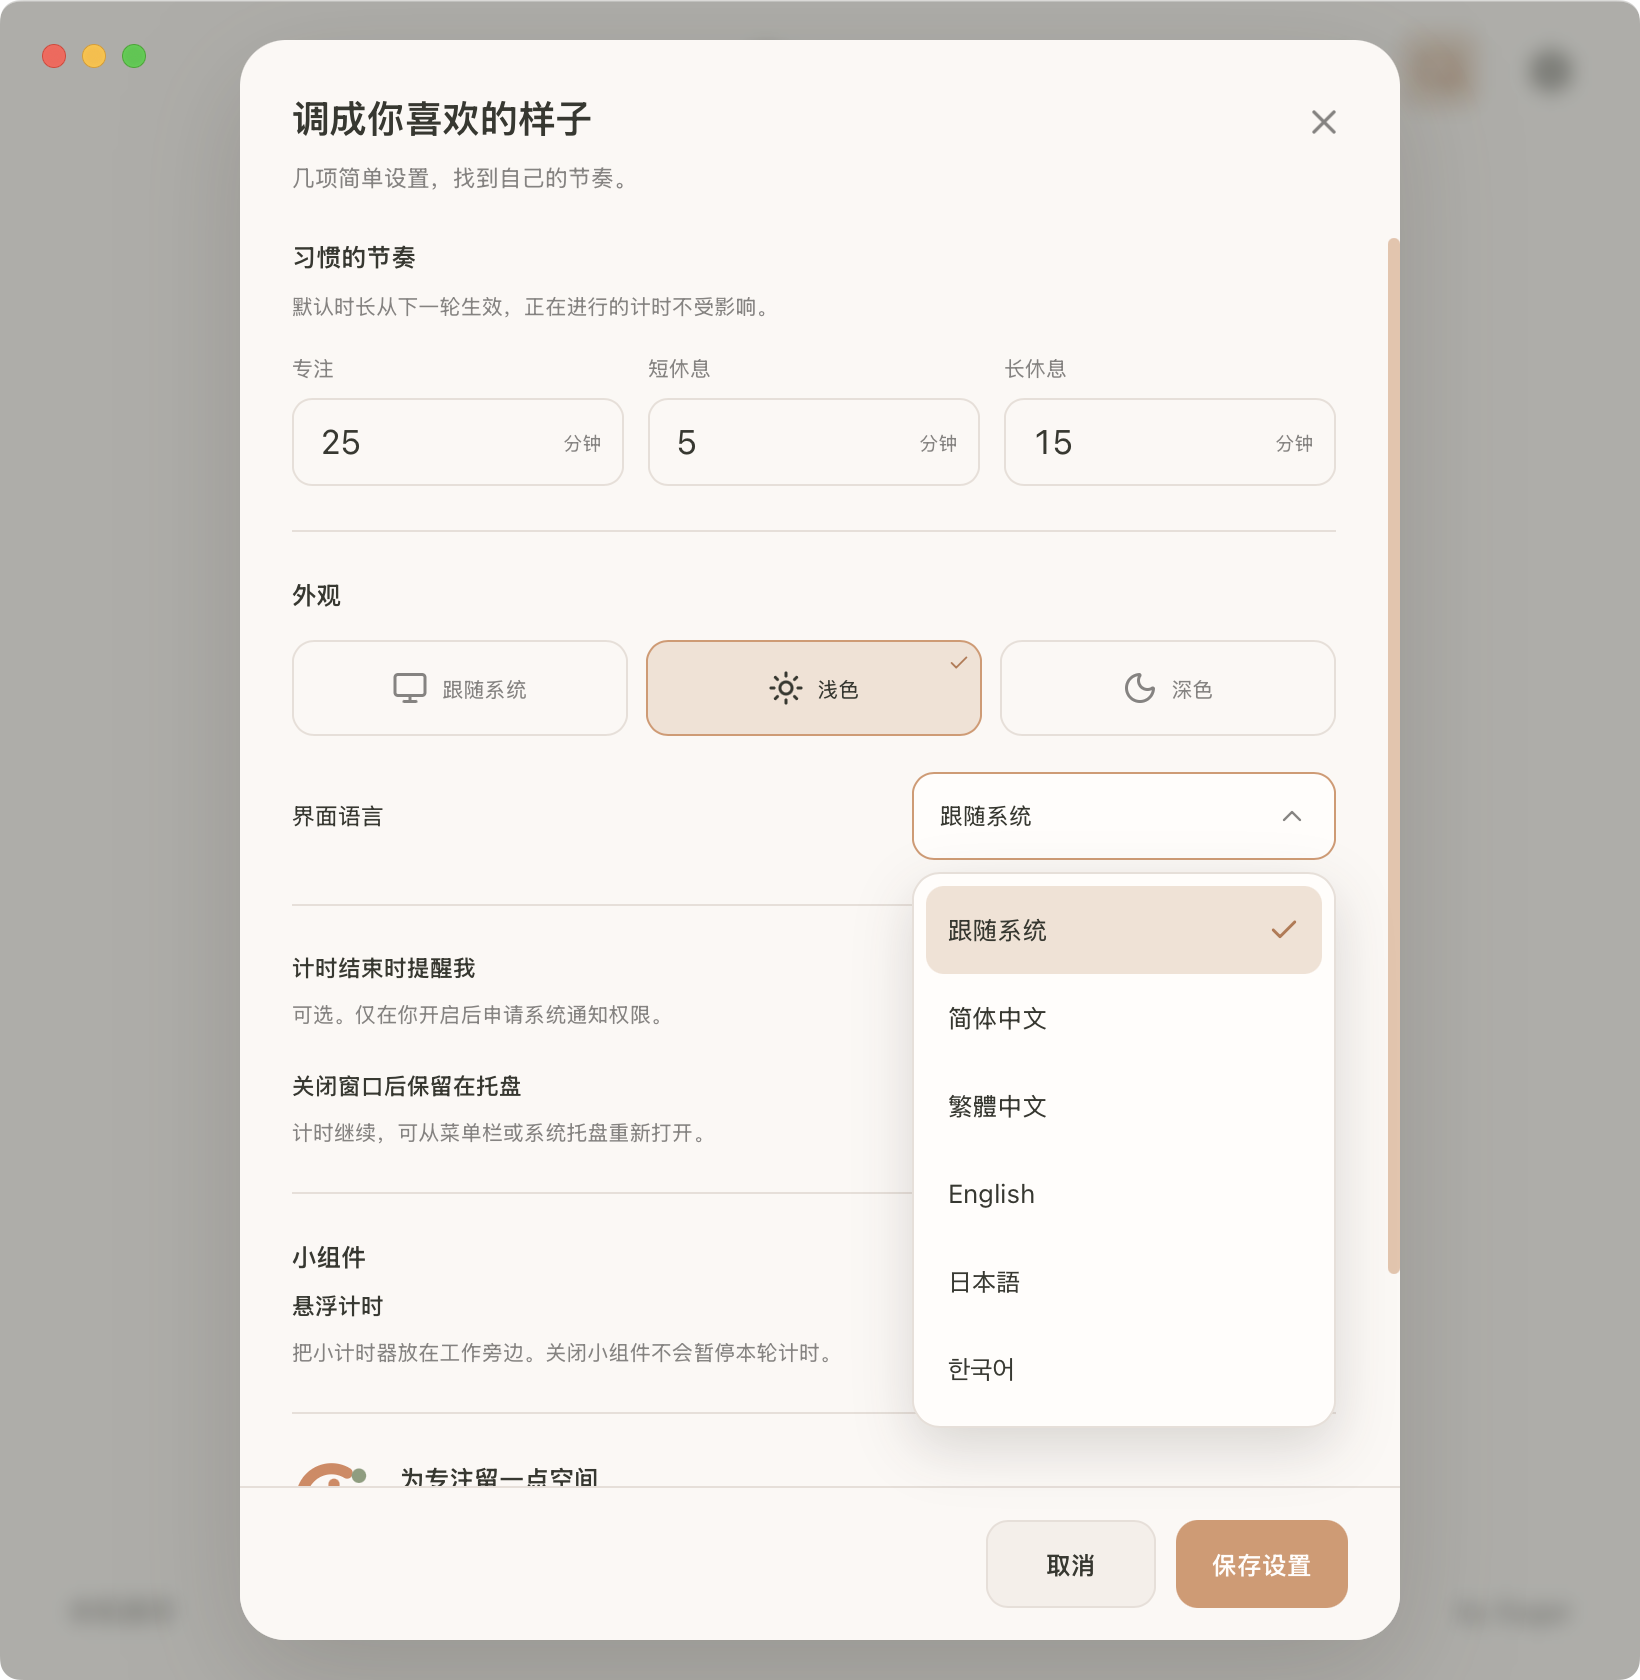 调成你喜欢的样子
几项简单设置，找到自己的节奏。
习惯的节奏
默认时长从下一轮生效，正在进行的计时不受影响。
专注
短休息
长休息
25 分钟
5 分钟
15 分钟
外观
跟随系统
浅色
深色
界面语言
跟随系统
跟随系统
简体中文
繁體中文
English
日本語
한국어
计时结束时提醒我
可选。仅在你开启后申请系统通知权限。
关闭窗口后保留在托盘
计时继续，可从菜单栏或系统托盘重新打开。
小组件
悬浮计时
把小计时器放在工作旁边。关闭小组件不会暂停本轮计时。
为专注留一点空间
取消
保存设置